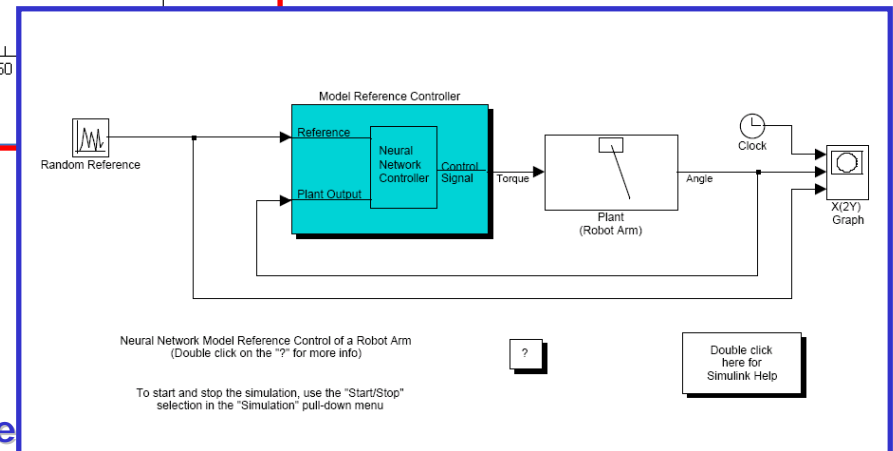 50
Model Reference Controller
Random Reference
Reference
Neural
Network
Controller
Control
Signal
Plant Output
Torque
Plant
(Robot Arm)
Angle
Clock
X(2Y)
Graph
Neural Network Model Reference Control of a Robot Arm
(Double click on the "?" for more info)
?
Double click
here for
Simulink Help
To start and stop the simulation, use the "Start/Stop"
selection in the "Simulation" pull-down menu
e